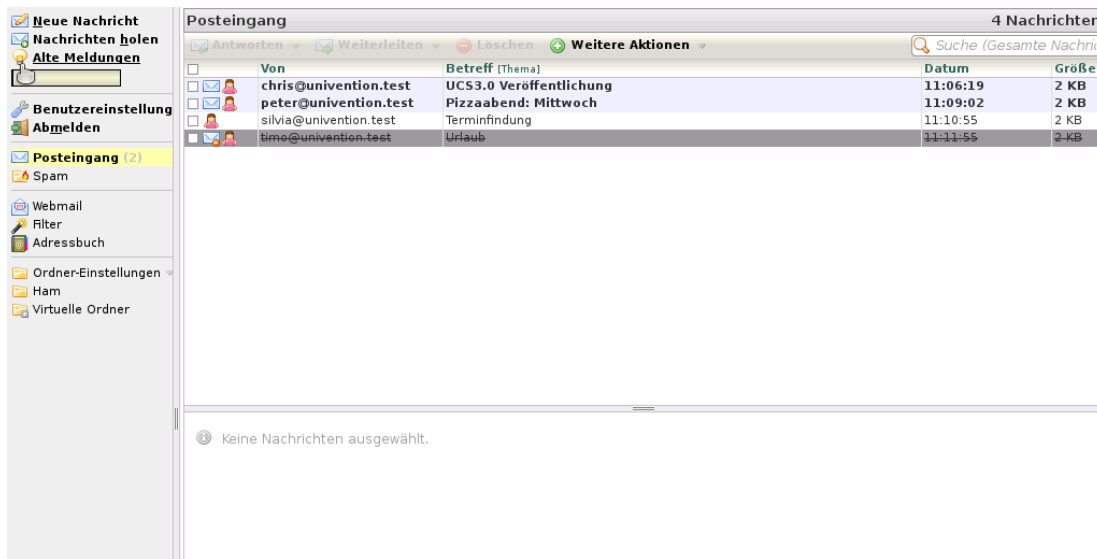 Neue Nachricht
Nachrichten holen
Alte Meldungen
Benutzereinstellung
Abmelden
Posteingang (2)
Spam
Webmail
Filter
Adressbuch
Ordner-Einstellungen
Ham
Virtuelle Ordner
Posteingang 4 Nachrichten
Antworten Weiterleiten Löschen Weitere Aktionen Suche (Gesamte Nachric
Von Betreff [Thema] Datum Größe
chris@univention.test UCS3.0 Veröffentlichung 11:06:19 2 KB
peter@univention.test Pizzaabend: Mittwoch 11:09:02 2 KB
silvia@univention.test Terminfindung 11:10:55 2 KB
timo@univention.test Urlaub 11:11:55 2 KB
Keine Nachrichten ausgewählt.